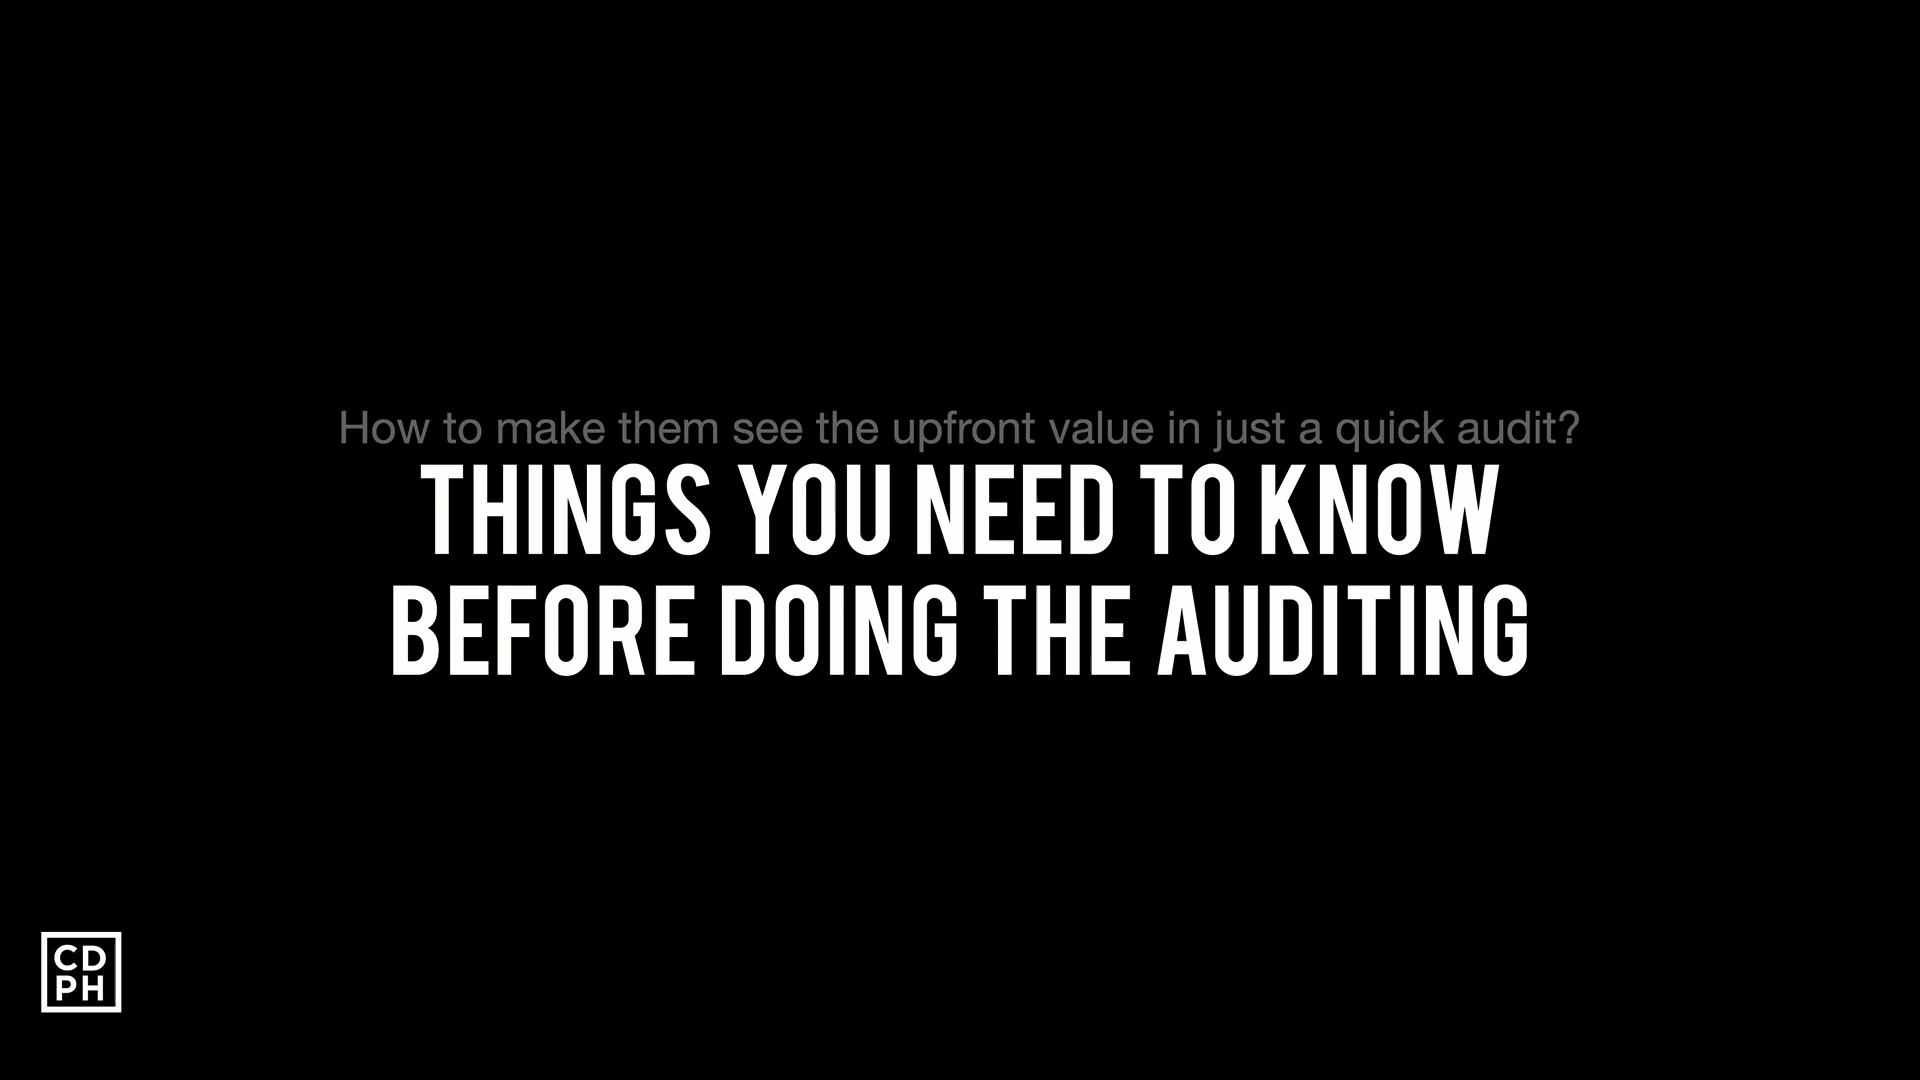 How to make them see the upfront value in just a quick audit?
THINGS YOU NEED TO KNOW
BEFORE DOING THE AUDITING
CD
PH